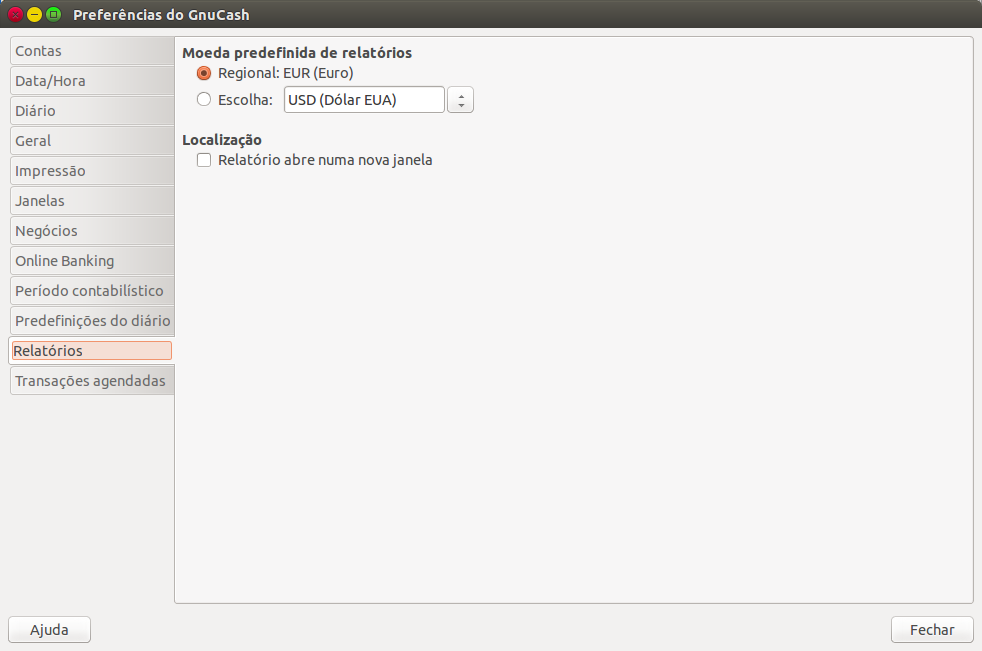 Preferências do GnuCash
Contas
Data/Hora
Diário
Geral
Impressão
Janelas
Negócios
Online Banking
Período contabilístico
Predefinições do diário
Relatórios
Transações agendadas
Moeda predefinida de relatórios
Regional: EUR (Euro)
Escolha: USD (Dólar EUA)
Localização
Relatório abre numa nova janela
Ajuda
Fechar